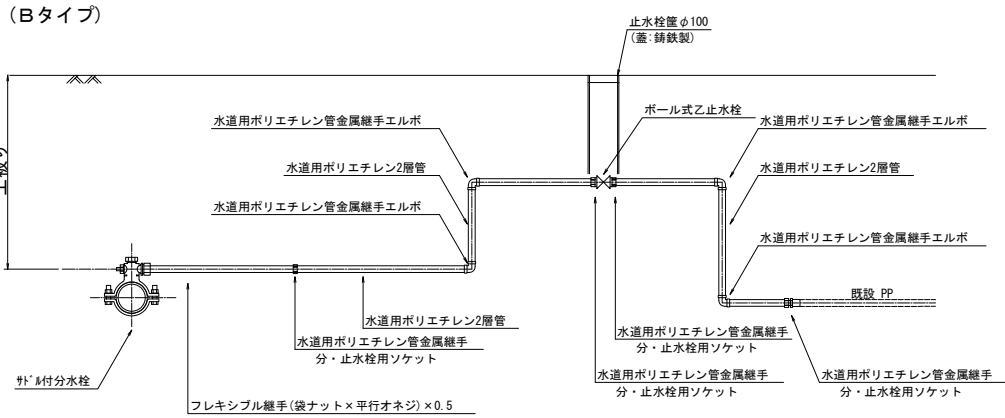 (Bタイプ)
止水栓筐φ100
(蓋:鋳鉄製)
水道用ポリエチレン管金属継手エルボ
ボール式乙止水栓
水道用ポリエチレン管金属継手エルボ
水道用ポリエチレン2層管
水道用ポリエチレン2層管
水道用ポリエチレン管金属継手エルボ
水道用ポリエチレン管金属継手エルボ
既設 PP
水道用ポリエチレン2層管
水道用ポリエチレン管金属継手
分・止水栓用ソケット
水道用ポリエチレン管金属継手
分・止水栓用ソケット
水道用ポリエチレン管金属継手
分・止水栓用ソケット
水道用ポリエチレン管金属継手
分・止水栓用ソケット
サドル付分水栓
フレキシブル継手(袋ナット×平行オネジ)×0.5